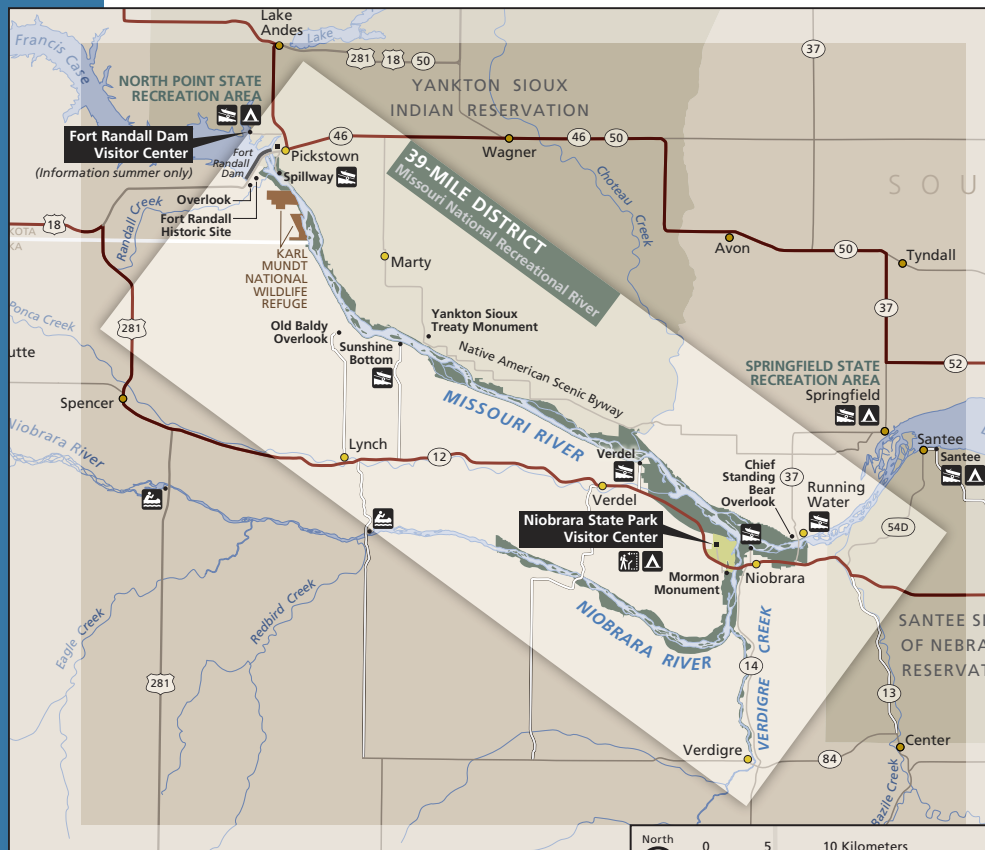 Lake
Andes
Lake
Francis Case
281
18
50
37
NORTH POINT STATE
RECREATION AREA
YANKTON SIOUX
INDIAN RESERVATION
Fort Randall Dam
Visitor Center
(Information summer only)
Fort
Randall
Dam
Pickstown
46
Wagner
46
50
Spillway
Overlook
Fort Randall
Historic Site
39-MILE DISTRICT
Missouri National Recreational River
Choteau Creek
SOU
18
KOTA
KA
Randall Creek
KARL
MUNDT
NATIONAL
WILDLIFE
REFUGE
Marty
Avon
50
Tyndall
37
Ponca Creek
281
utte
Old Baldy
Overlook
Sunshine
Bottom
Yankton Sioux
Treaty Monument
Native American Scenic Byway
52
SPRINGFIELD STATE
RECREATION AREA
Springfield
Spencer
MISSOURI RIVER
Niobrara River
Lynch
12
Verdel
Verdel
Chief
Standing
Bear
Overlook
37
Running
Water
Santee
Santee
54D
Niobrara State Park
Visitor Center
Mormon
Monument
Niobrara
Eagle Creek
Redbird Creek
NIOBRARA RIVER
VERDIGRE CREEK
14
SANTEE S
OF NEBRA
RESERVAT
281
13
Verdigre
84
Center
Bazile Creek
North
0
5
10 Kilometers